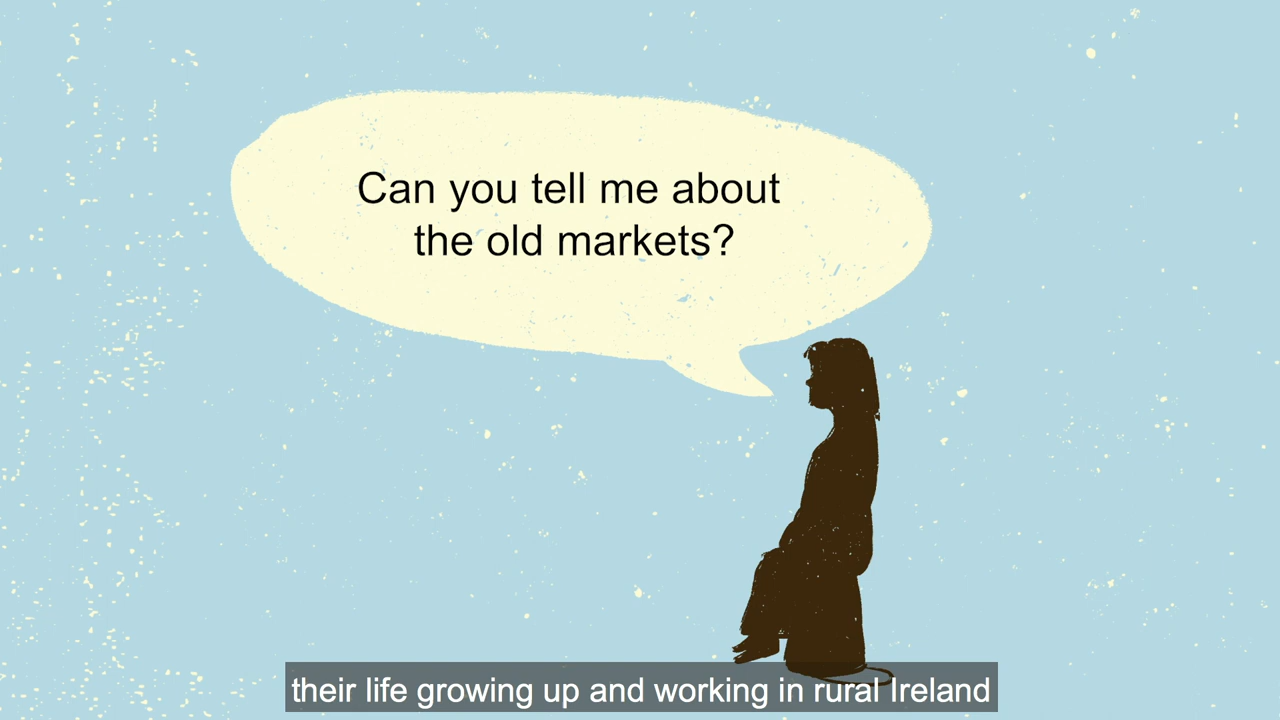 Can you tell me about
the old markets?
their life growing up and working in rural Ireland